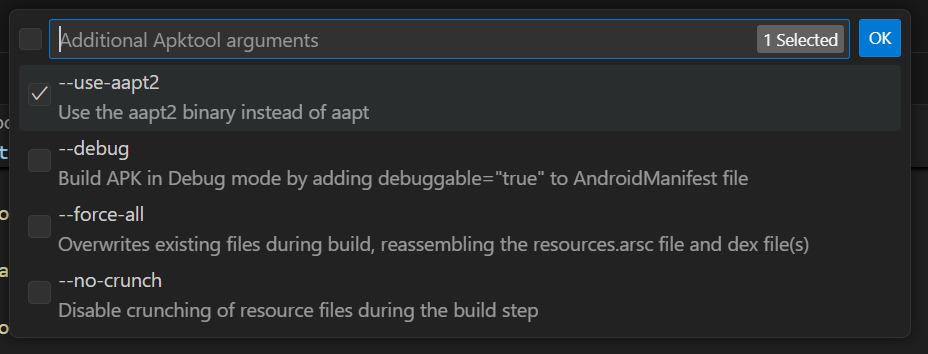 Additional Apktool arguments
1 Selected
OK
--use-aapt2
Use the aapt2 binary instead of aapt
--debug
Build APK in Debug mode by adding debuggable="true" to AndroidManifest file
--force-all
Overwrites existing files during build, reassembling the resources.arsc file and dex file(s)
--no-crunch
Disable crunching of resource files during the build step